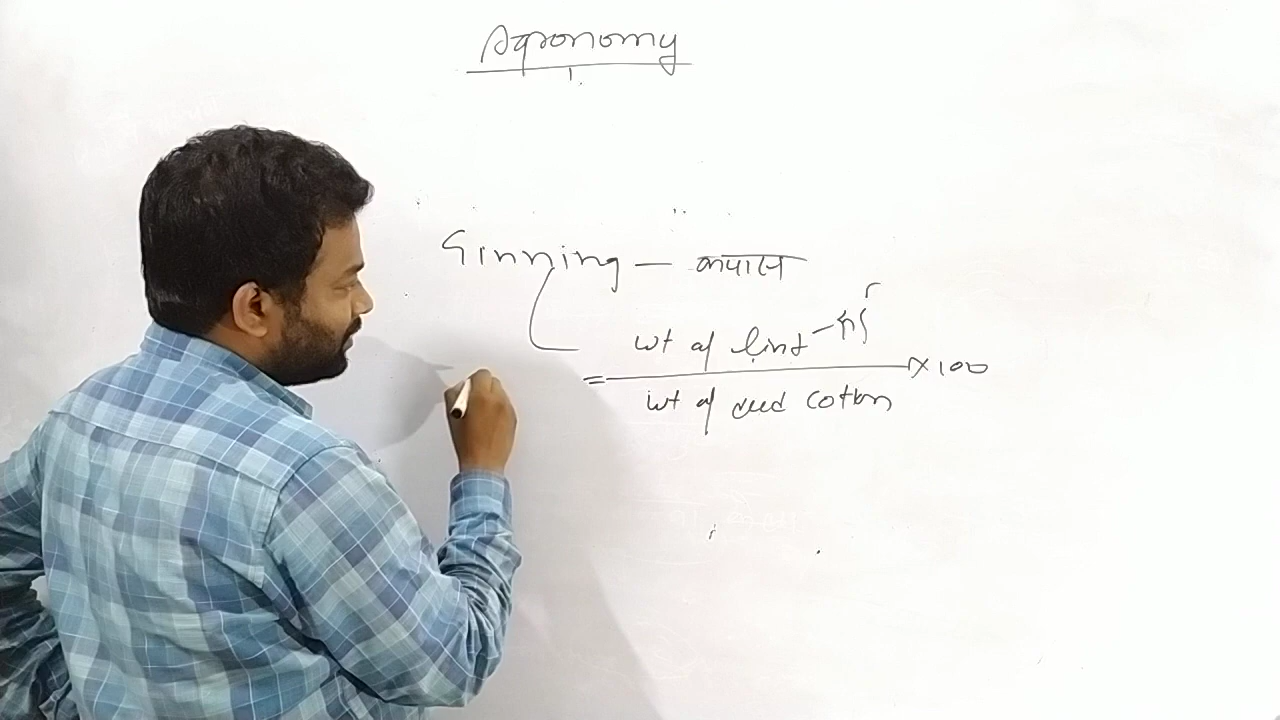 Agronomy
Ginning — कपास
wt of lint –
= ×100
wt of seed cotton